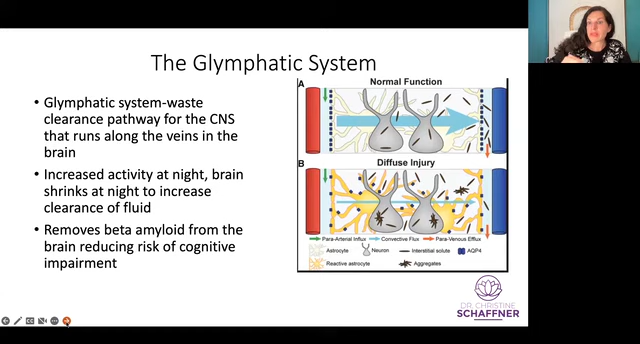 The Glymphatic System
• Glymphatic system-waste
clearance pathway for the CNS
that runs along the veins in the
brain
• Increased activity at night, brain
shrinks at night to increase
clearance of fluid
• Removes beta amyloid from the
brain reducing risk of cognitive
impairment
A
Normal Function
B
Diffuse Injury
Para-Arterial Influx Convective Flux Para-Venous Efflux
Astrocyte Neuron Interstitial solute AQP4
Reactive astrocyte Aggregates
DR. CHRISTINE
SCHAFFNER
CC